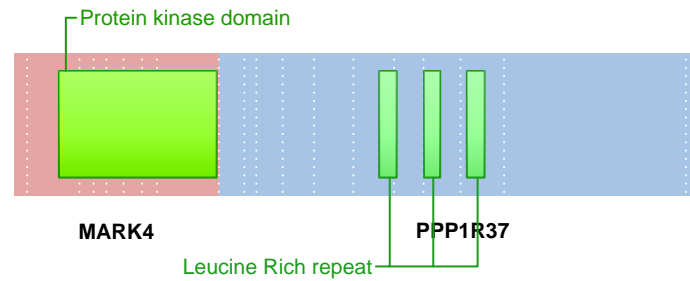 Protein kinase domain
MARK4
PPP1R37
Leucine Rich repeat